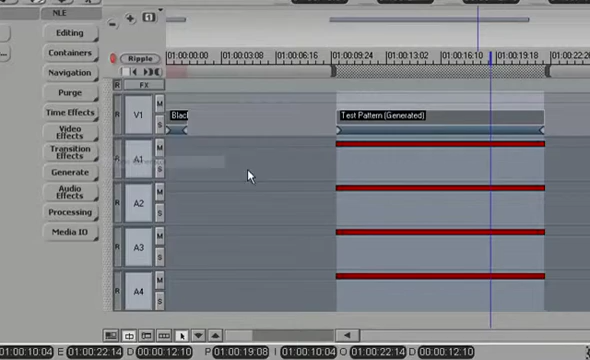 NLE
Editing
Containers
Navigation
Purge
Time Effects
Video Effects
Transition Effects
Generate
Audio Effects
Processing
Media IO
Ripple
01:00:00:00 01:00:03:08 01:00:06:16 01:00:09:24 01:00:13:02 01:00:16:10 01:00:19:18 01:00:22:26
R FX
R V1 M S
Test Pattern (Generated)
R A1 M S
R A2 M S
R A3 M S
R A4 M S
01:00:10:04 E 01:00:22:14 D 00:00:12:10 P 01:00:19:08 I 01:00:10:04 O 01:00:22:14 D 00:00:12:10